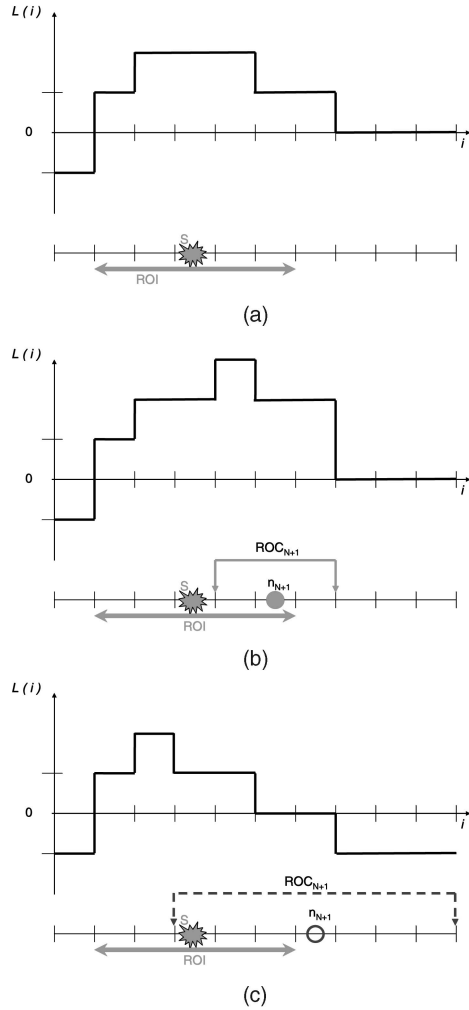 L(i)
0
i
S
ROI
(a)
L(i)
0
i
ROC_{N+1}
S
n_{N+1}
ROI
(b)
L(i)
0
i
ROC_{N+1}
S
n_{N+1}
ROI
(c)